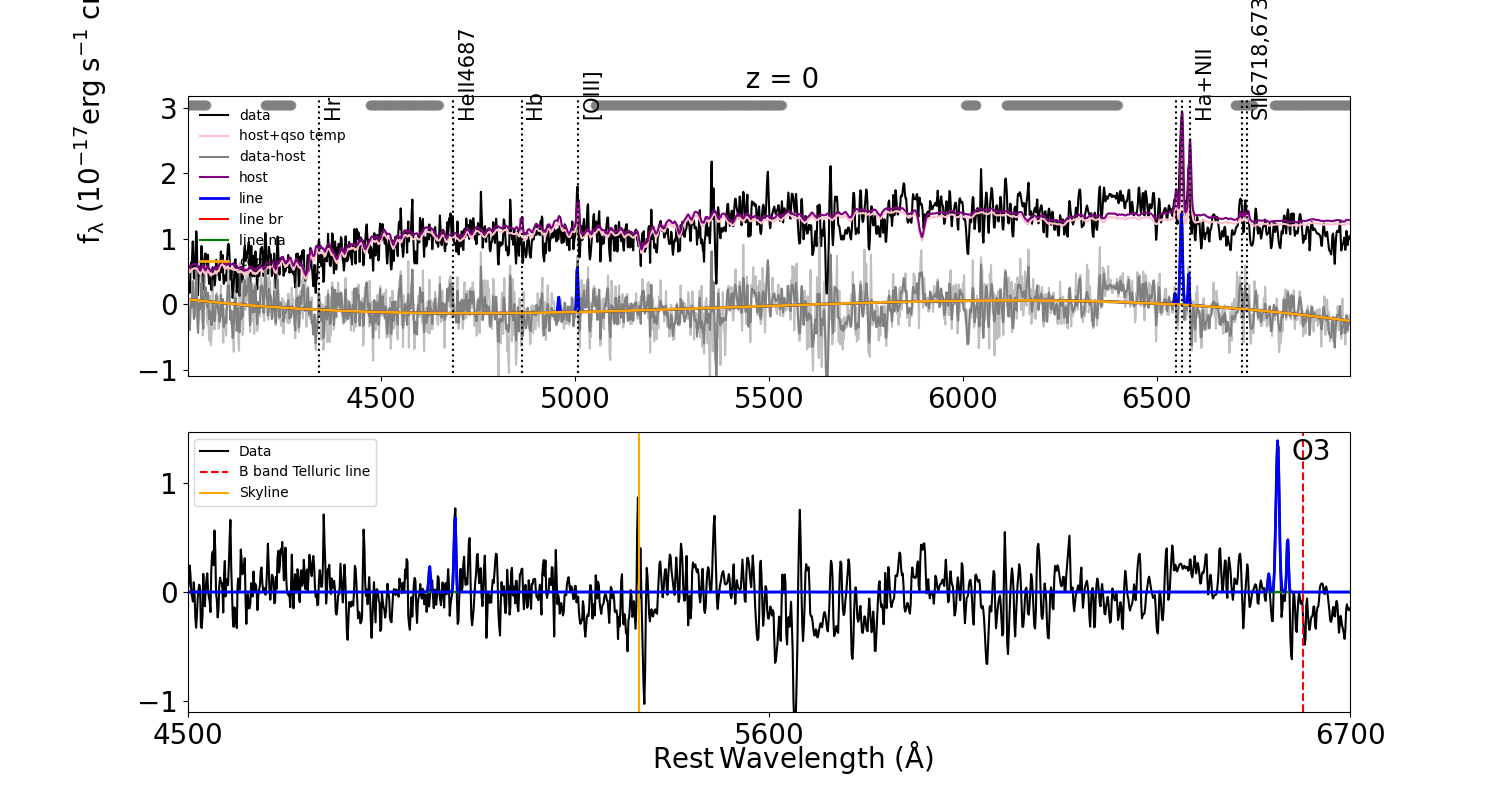 z = 0
f_λ (10^−17 erg s^−1 c
Hr
HeII4687
Hb
[OIII]
Ha+NII
SII6718,673
3
2
1
0
−1
data
host+qso temp
data-host
host
line
line br
line na
4500 5000 5500 6000 6500
Data
B band Telluric line
Skyline
O3
1
0
−1
4500 5600 6700
Rest Wavelength (Å)